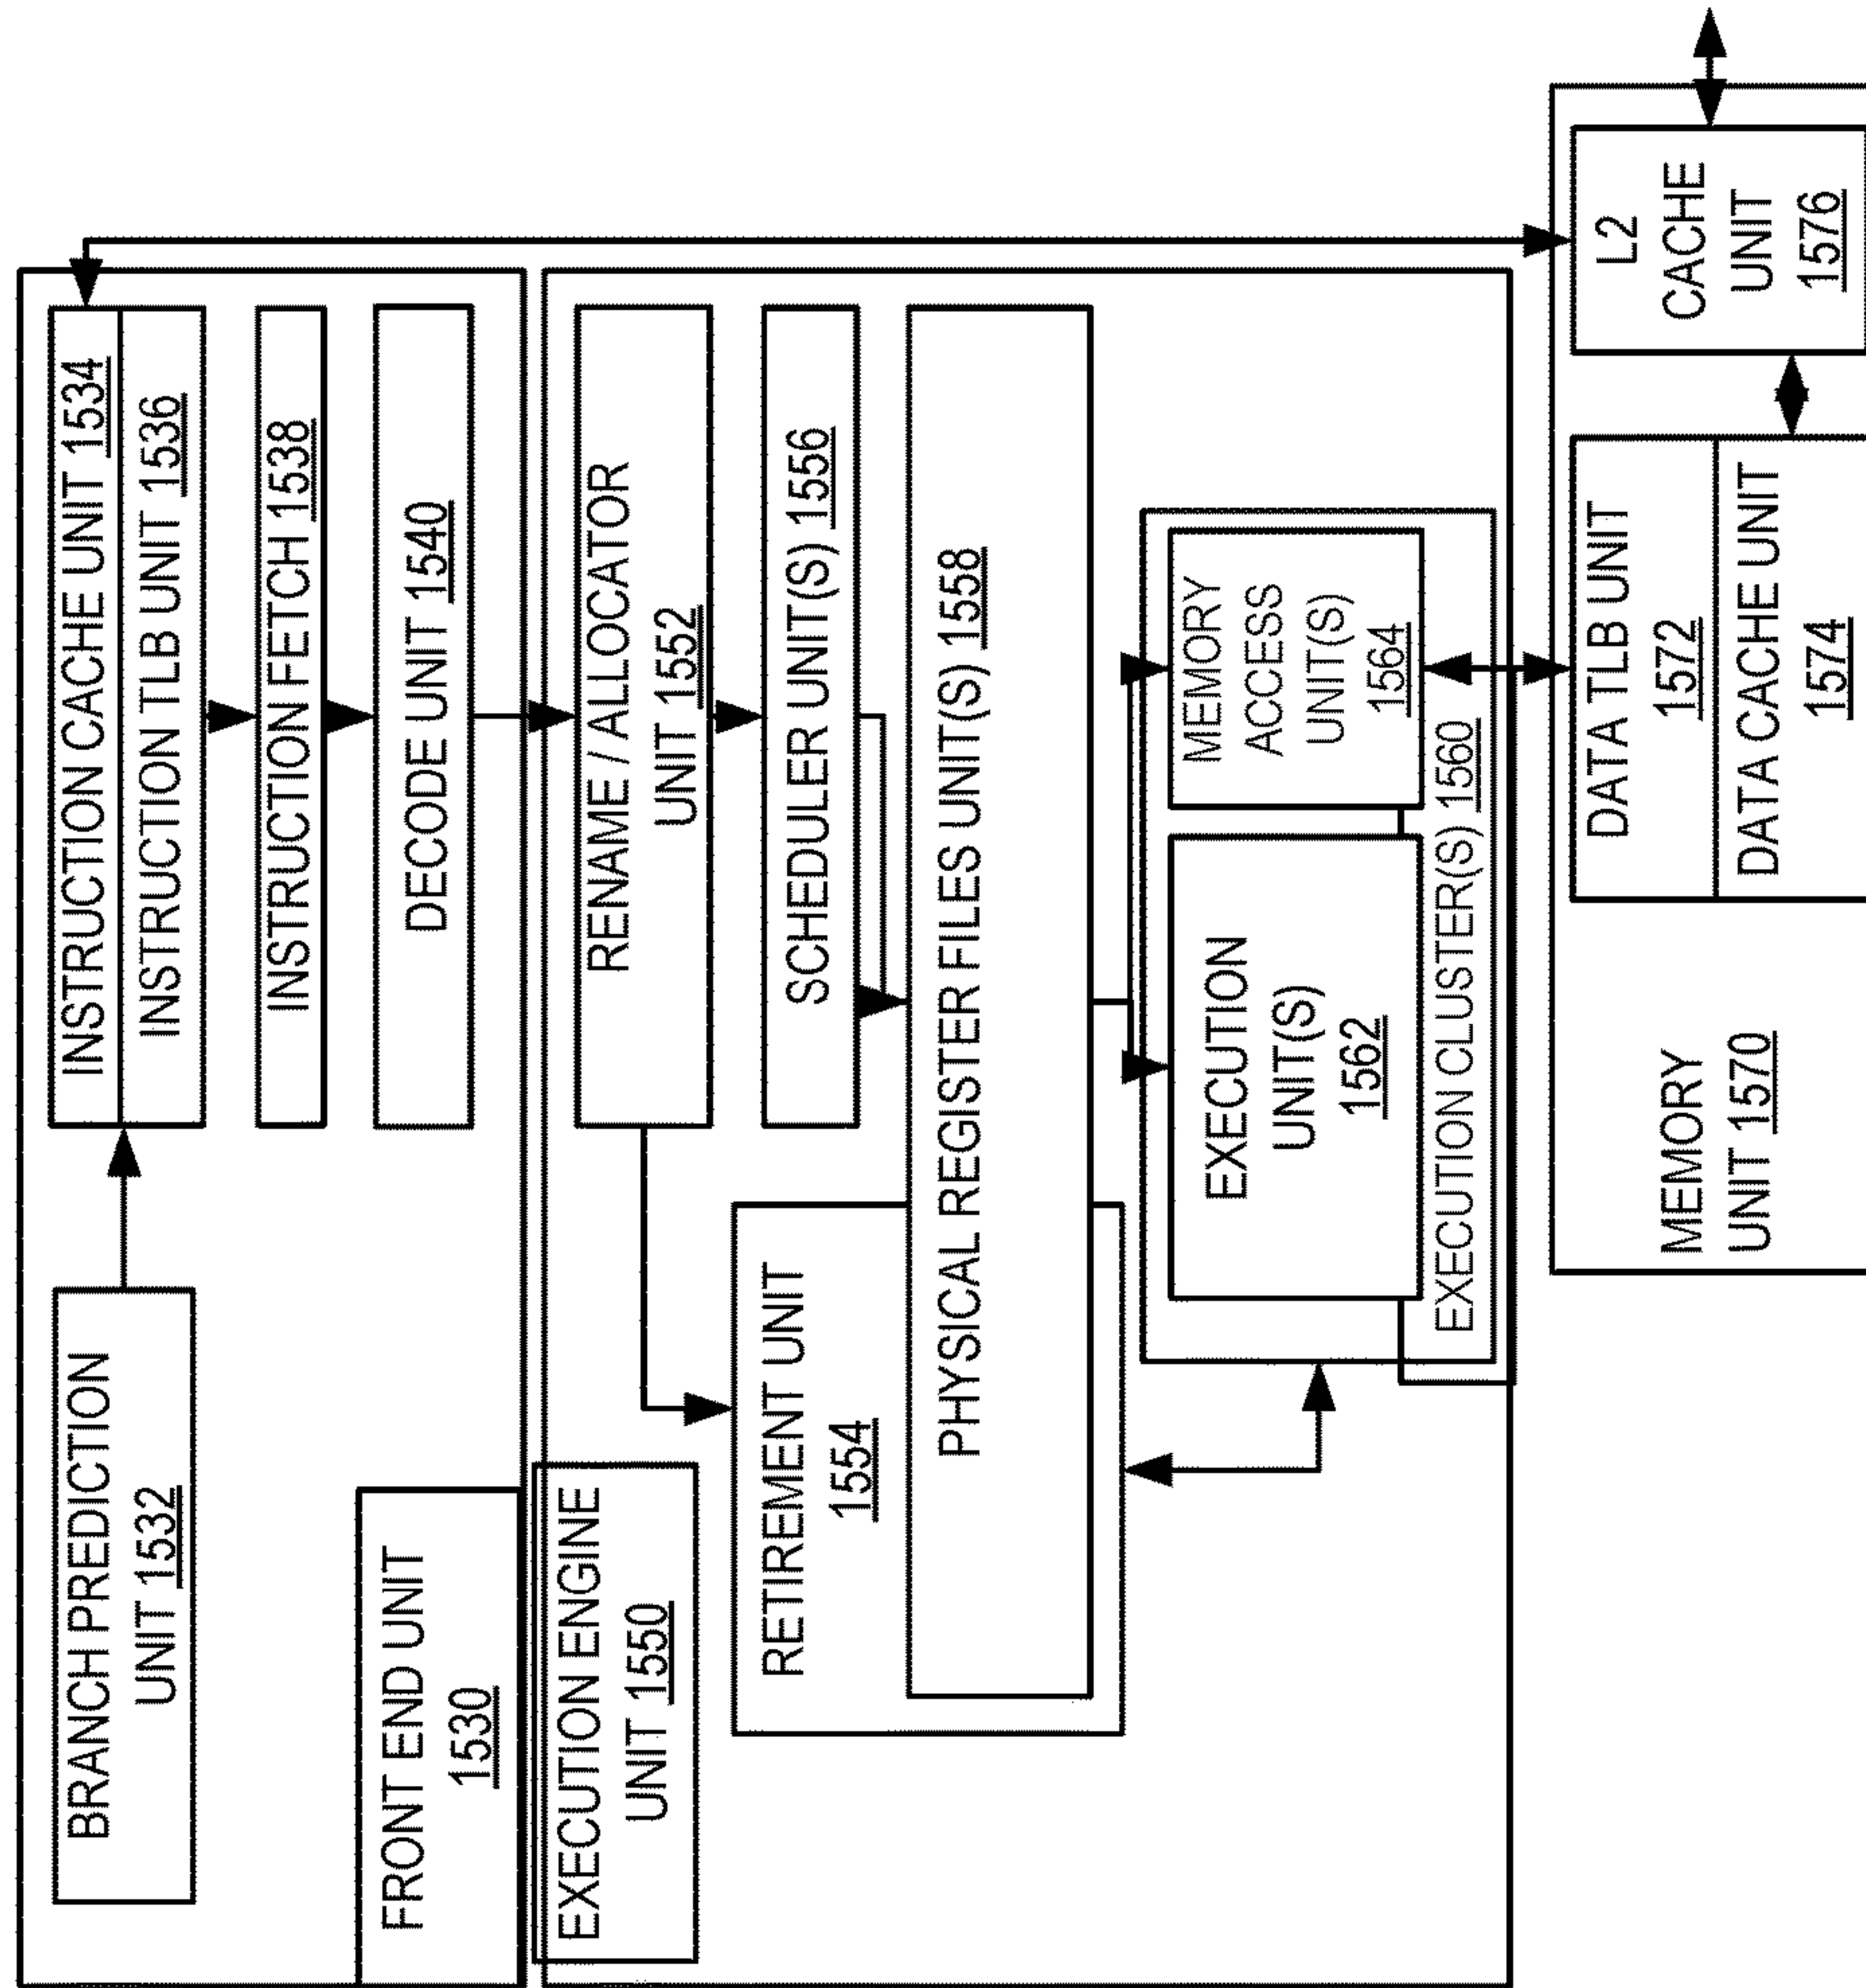 BRANCH PREDICTION
UNIT 1532
INSTRUCTION CACHE UNIT 1534
INSTRUCTION TLB UNIT 1536
INSTRUCTION FETCH 1538
DECODE UNIT 1540
FRONT END UNIT
1530
EXECUTION ENGINE
UNIT 1550
RENAME / ALLOCATOR
UNIT 1552
RETIREMENT UNIT
1554
SCHEDULER UNIT(S) 1556
PHYSICAL REGISTER FILES UNIT(S) 1558
EXECUTION
UNIT(S)
1562
MEMORY
ACCESS
UNIT(S)
1564
EXECUTION CLUSTER(S) 1560
MEMORY
UNIT 1570
DATA TLB UNIT
1572
DATA CACHE UNIT
1574
L2
CACHE
UNIT
1576